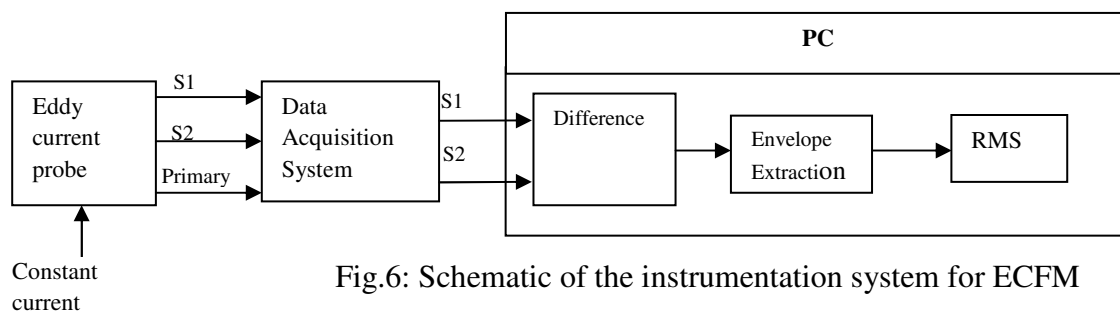 PC
Eddy
current
probe
S1
S2
Primary
Data
Acquisition
System
S1
S2
Difference
Envelope
Extraction
RMS
Constant
current
Fig.6: Schematic of the instrumentation system for ECFM